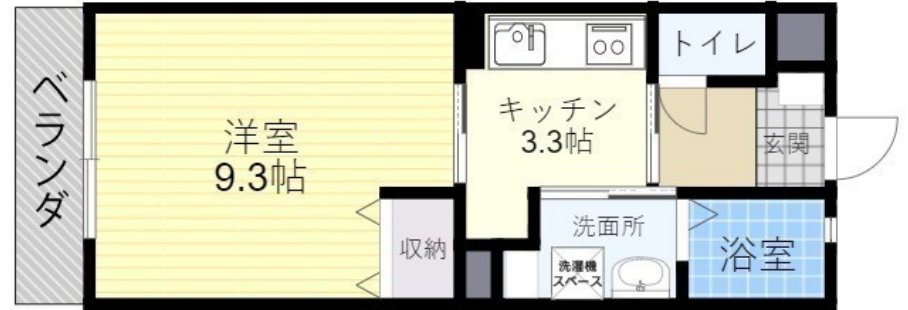 ベランダ
洋室
9.3帖
収納
キッチン
3.3帖
トイレ
玄関
洗面所
洗濯機
スペース
浴室